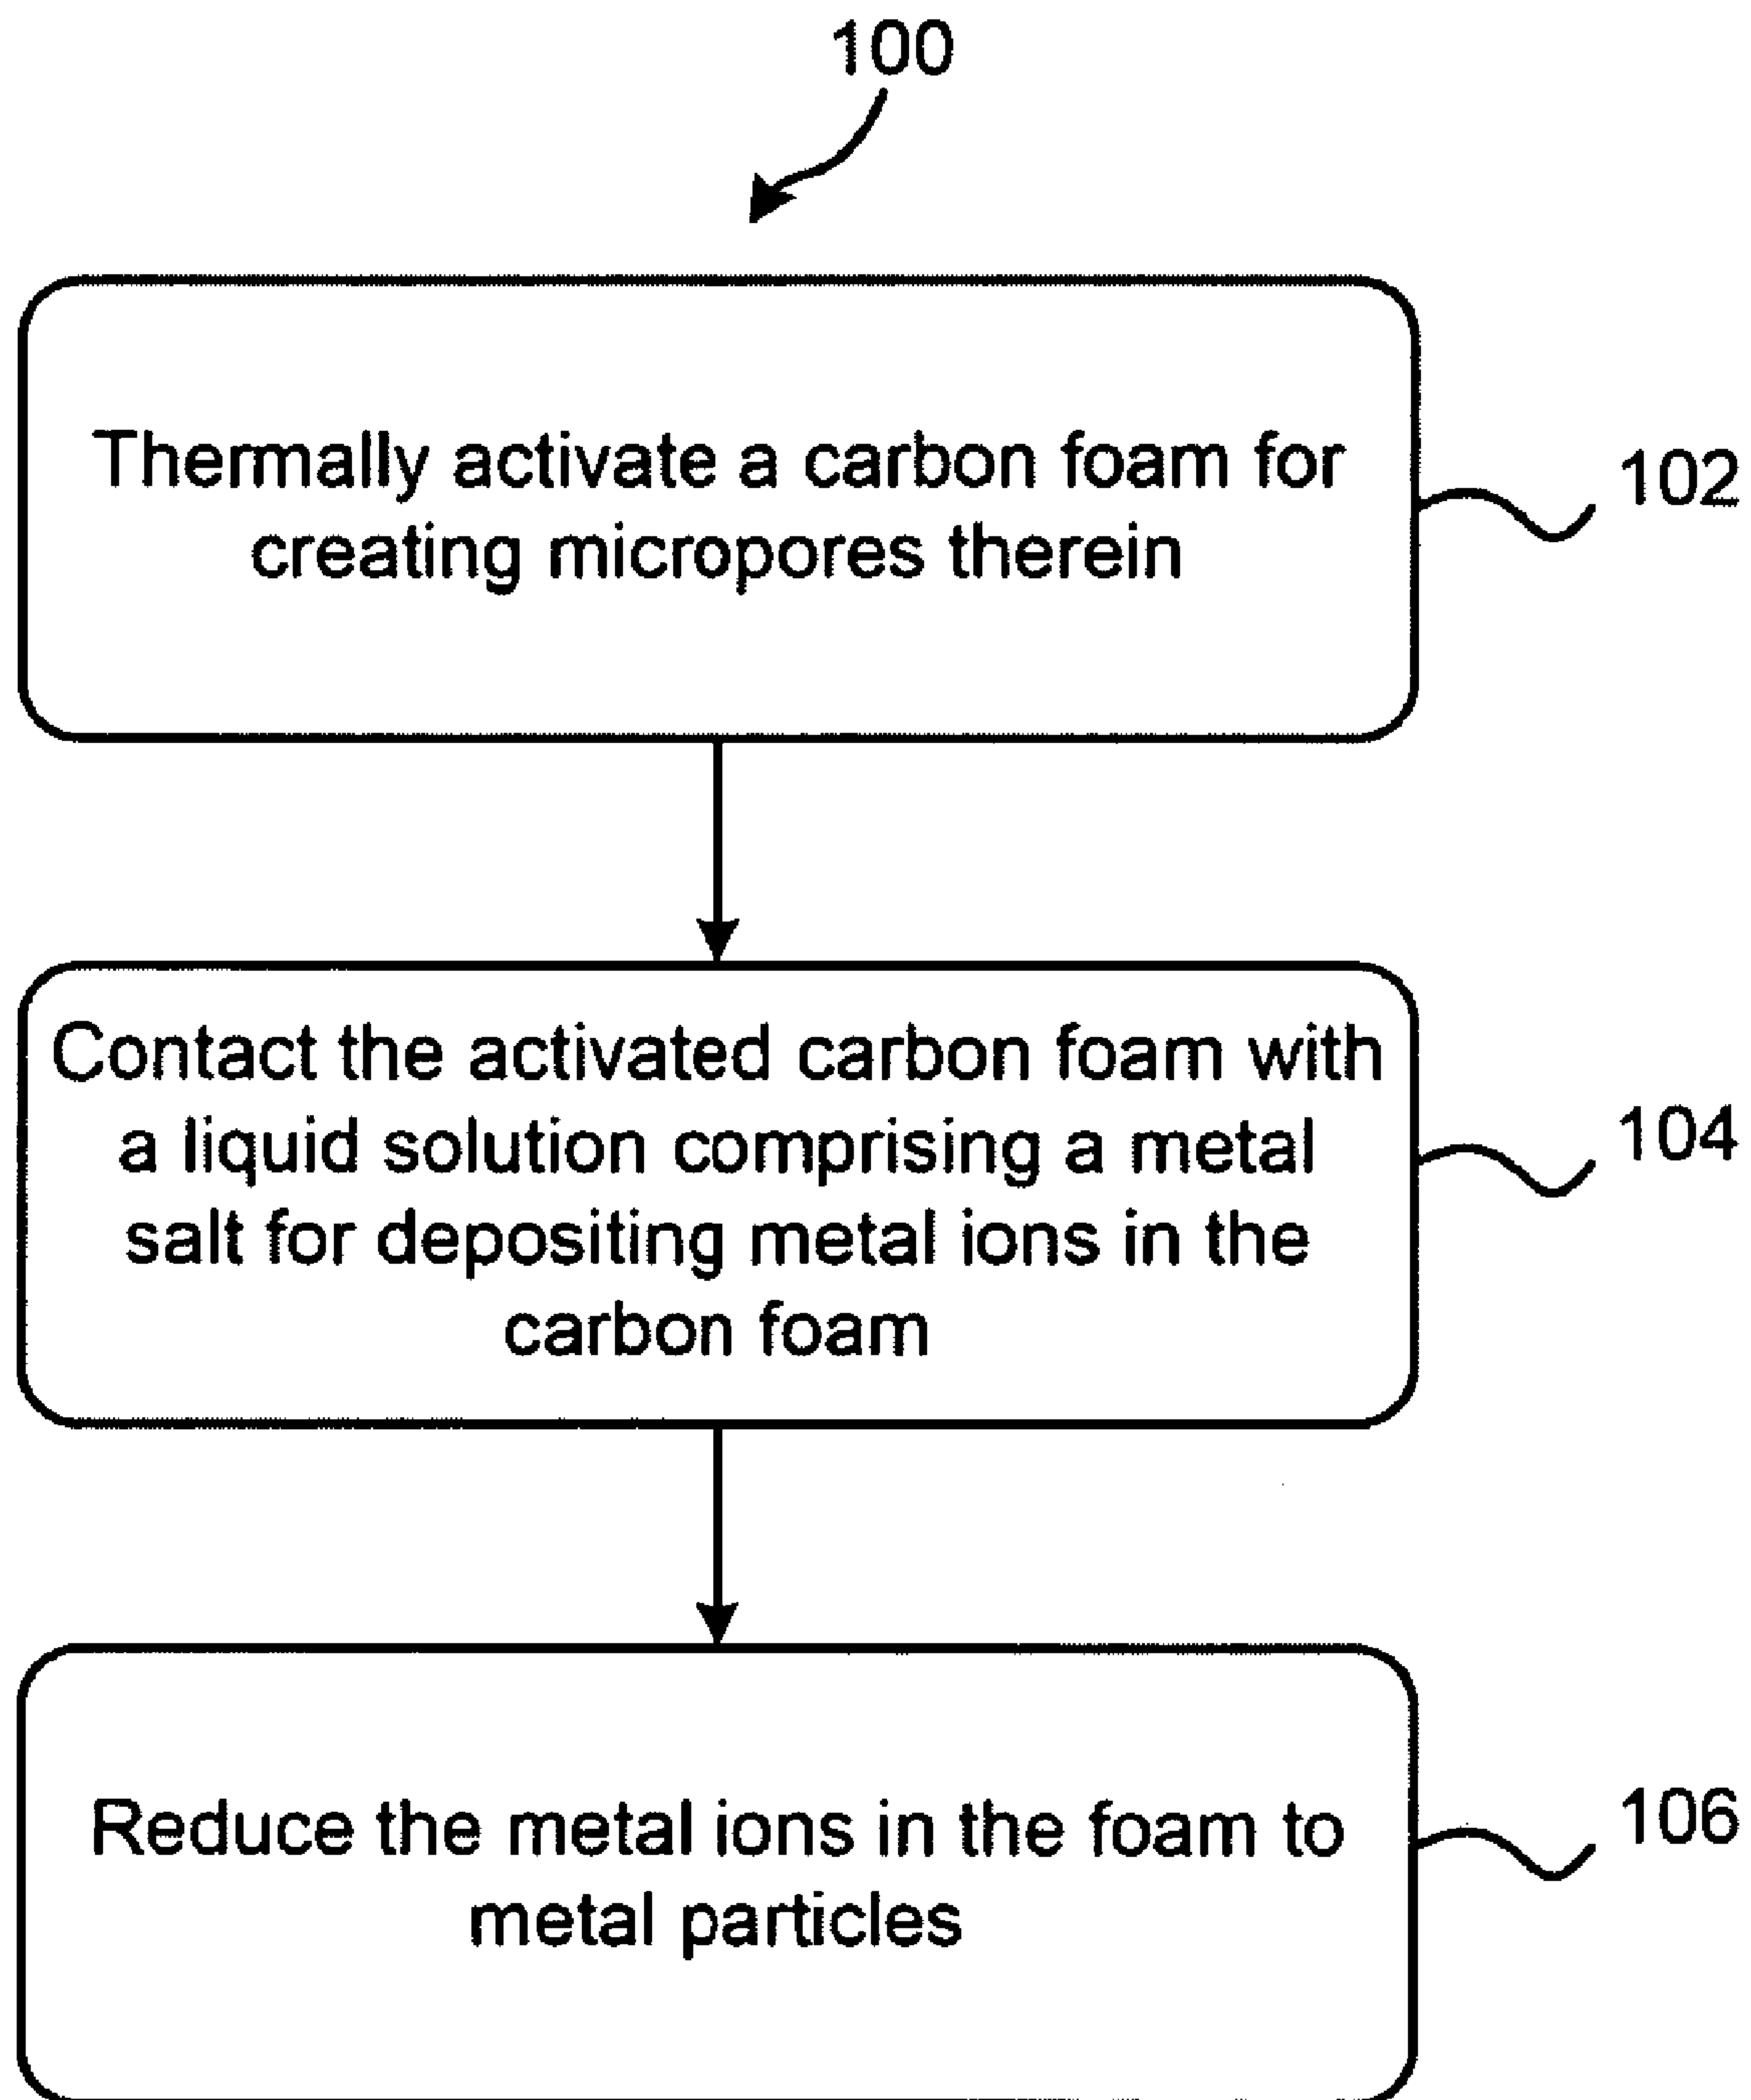 100
Thermally activate a carbon foam for
creating micropores therein
102
Contact the activated carbon foam with
a liquid solution comprising a metal
salt for depositing metal ions in the
carbon foam
104
Reduce the metal ions in the foam to
metal particles
106